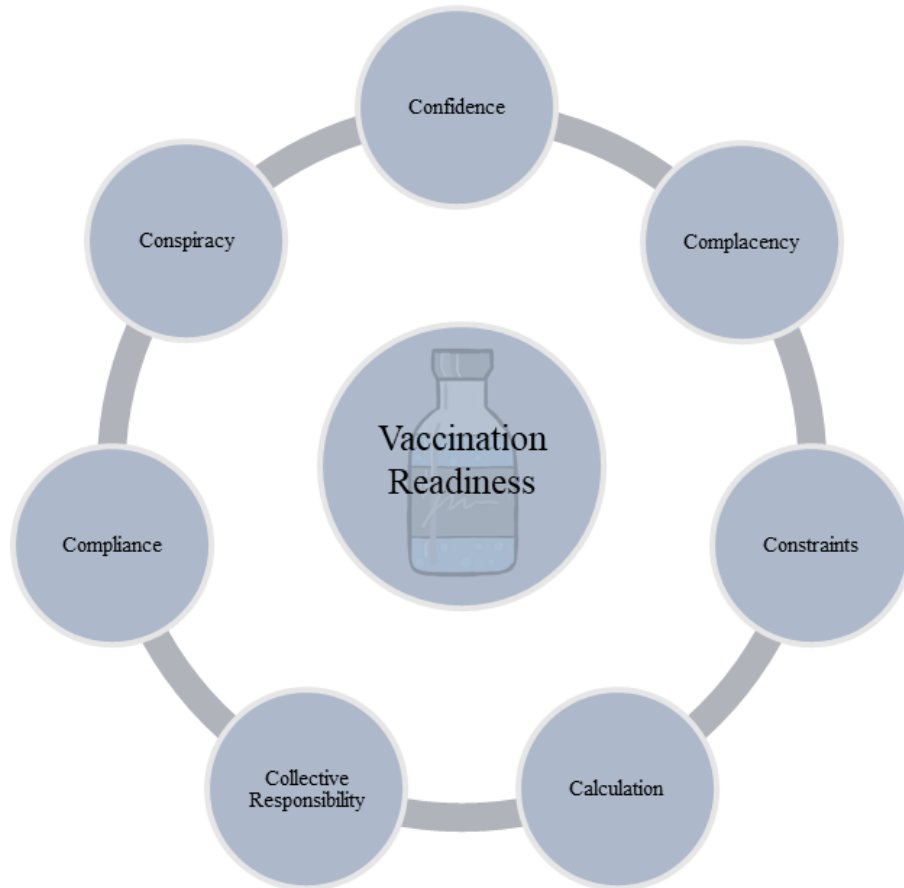 Confidence
Complacency
Constraints
Calculation
Collective
Responsibility
Compliance
Conspiracy
Vaccination
Readiness